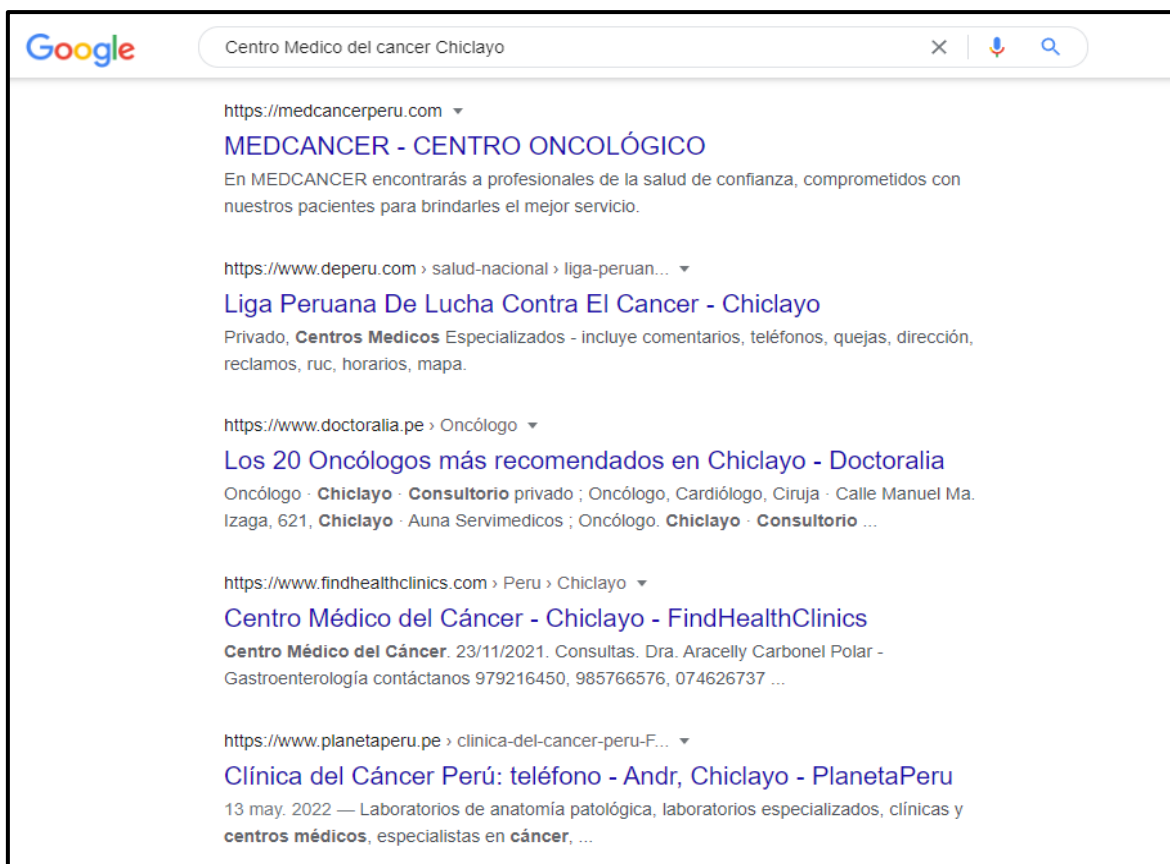 Google
Centro Medico del cancer Chiclayo
https://medcancerperu.com
MEDCANCER - CENTRO ONCOLÓGICO
En MEDCANCER encontrarás a profesionales de la salud de confianza, comprometidos con
nuestros pacientes para brindarles el mejor servicio.
https://www.deperu.com › salud-nacional › liga-peruan...
Liga Peruana De Lucha Contra El Cancer - Chiclayo
Privado, Centros Medicos Especializados - incluye comentarios, teléfonos, quejas, dirección,
reclamos, ruc, horarios, mapa.
https://www.doctoralia.pe › Oncólogo
Los 20 Oncólogos más recomendados en Chiclayo - Doctoralia
Oncólogo · Chiclayo · Consultorio privado ; Oncólogo, Cardiólogo, Ciruja · Calle Manuel Ma.
Izaga, 621, Chiclayo · Auna Servimedicos ; Oncólogo. Chiclayo · Consultorio ...
https://www.findhealthclinics.com › Peru › Chiclayo
Centro Médico del Cáncer - Chiclayo - FindHealthClinics
Centro Médico del Cáncer. 23/11/2021. Consultas. Dra. Aracelly Carbonel Polar -
Gastroenterología contáctanos 979216450, 985766576, 074626737 ...
https://www.planetaperu.pe › clinica-del-cancer-peru-F...
Clínica del Cáncer Perú: teléfono - Andr, Chiclayo - PlanetaPeru
13 may. 2022 — Laboratorios de anatomía patológica, laboratorios especializados, clínicas y
centros médicos, especialistas en cáncer, ...